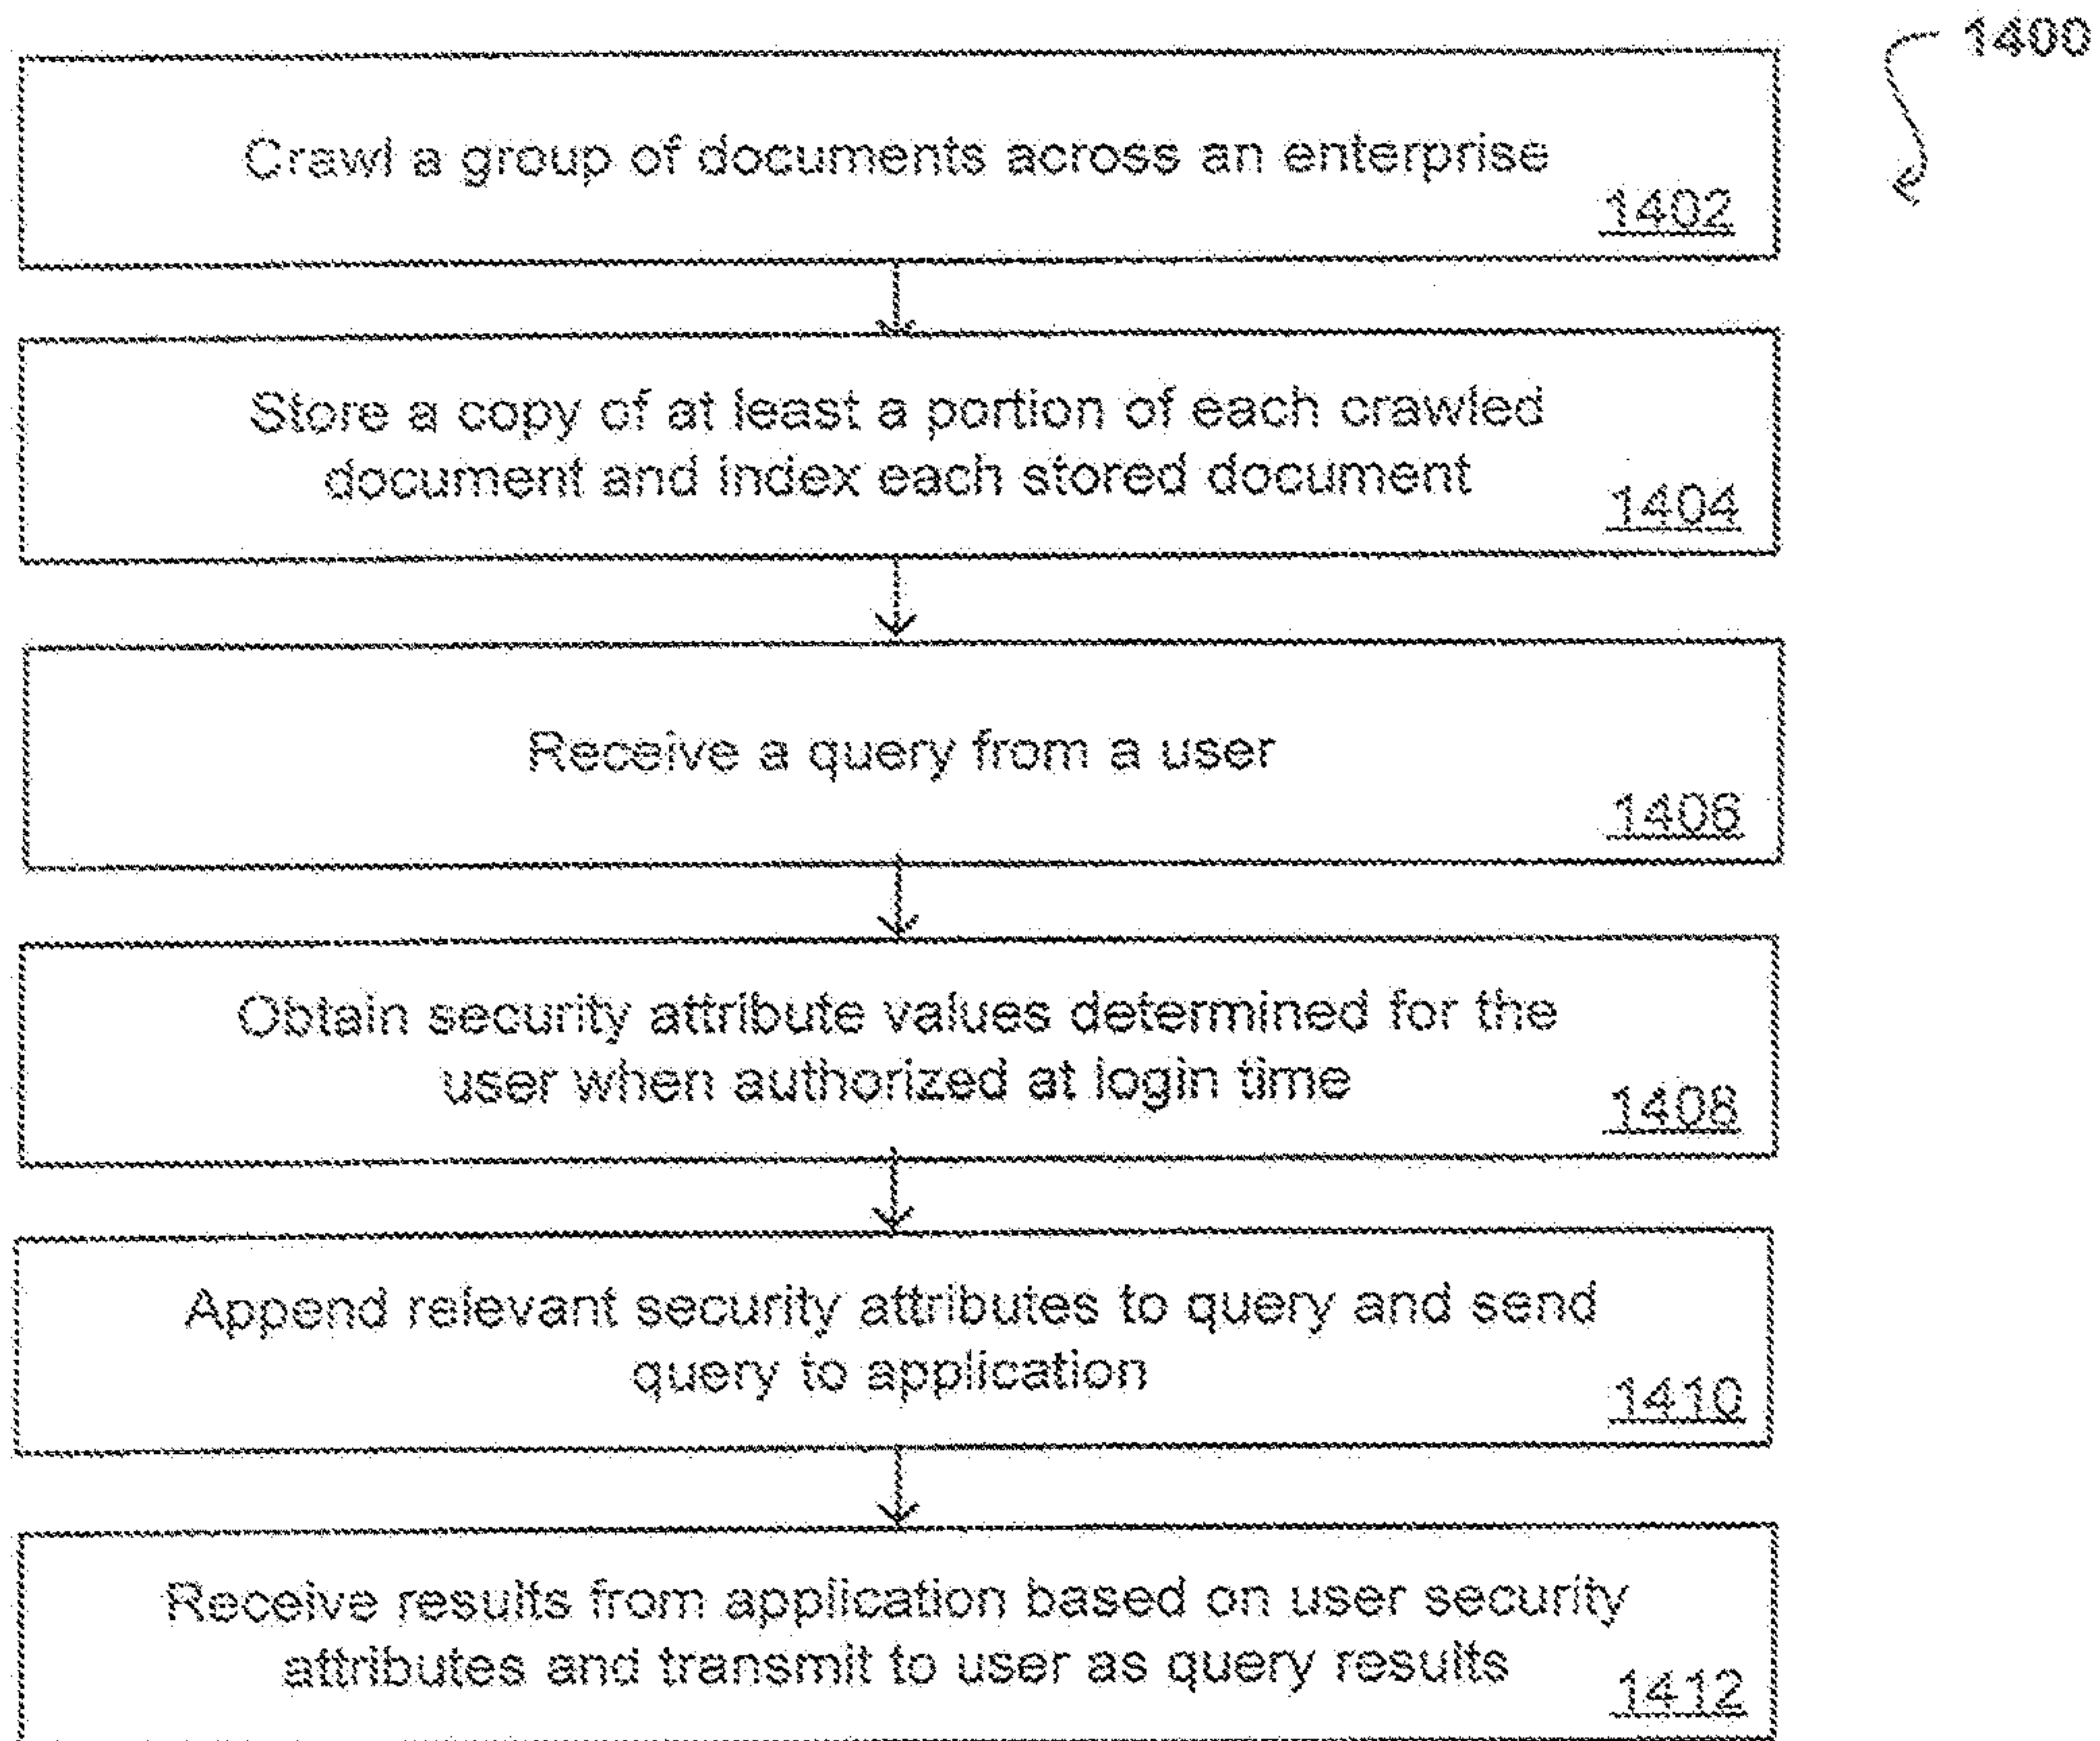 1400
Crawl a group of documents across an enterprise
1402
Store a copy of at least a portion of each crawled
document and index each stored document
1404
Receive a query from a user
1406
Obtain security attribute values determined for the
user when authorized at login time
1408
Append relevant security attributes to query and send
query to application
1410
Receive results from application based on user security
attributes and transmit to user as query results
1412